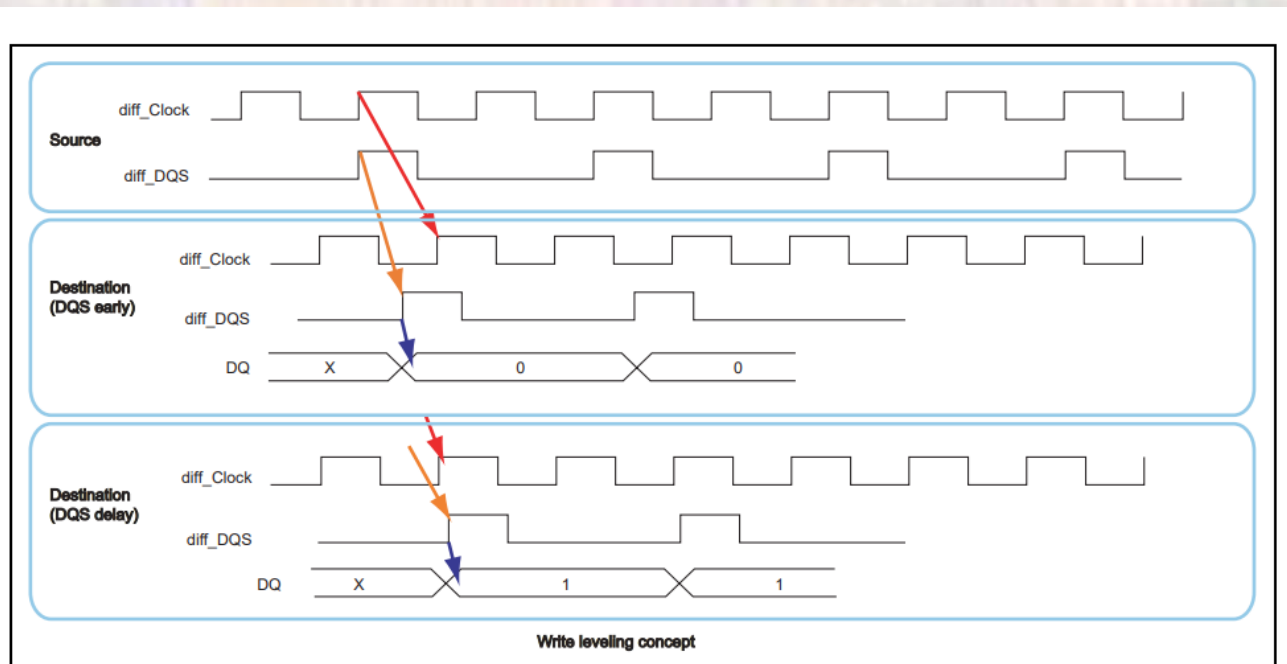 diff_Clock
Source
diff_DQS
diff_Clock
Destination
(DQS early)
diff_DQS
DQ X 0 0
diff_Clock
Destination
(DQS delay)
diff_DQS
DQ X 1 1
Write leveling concept